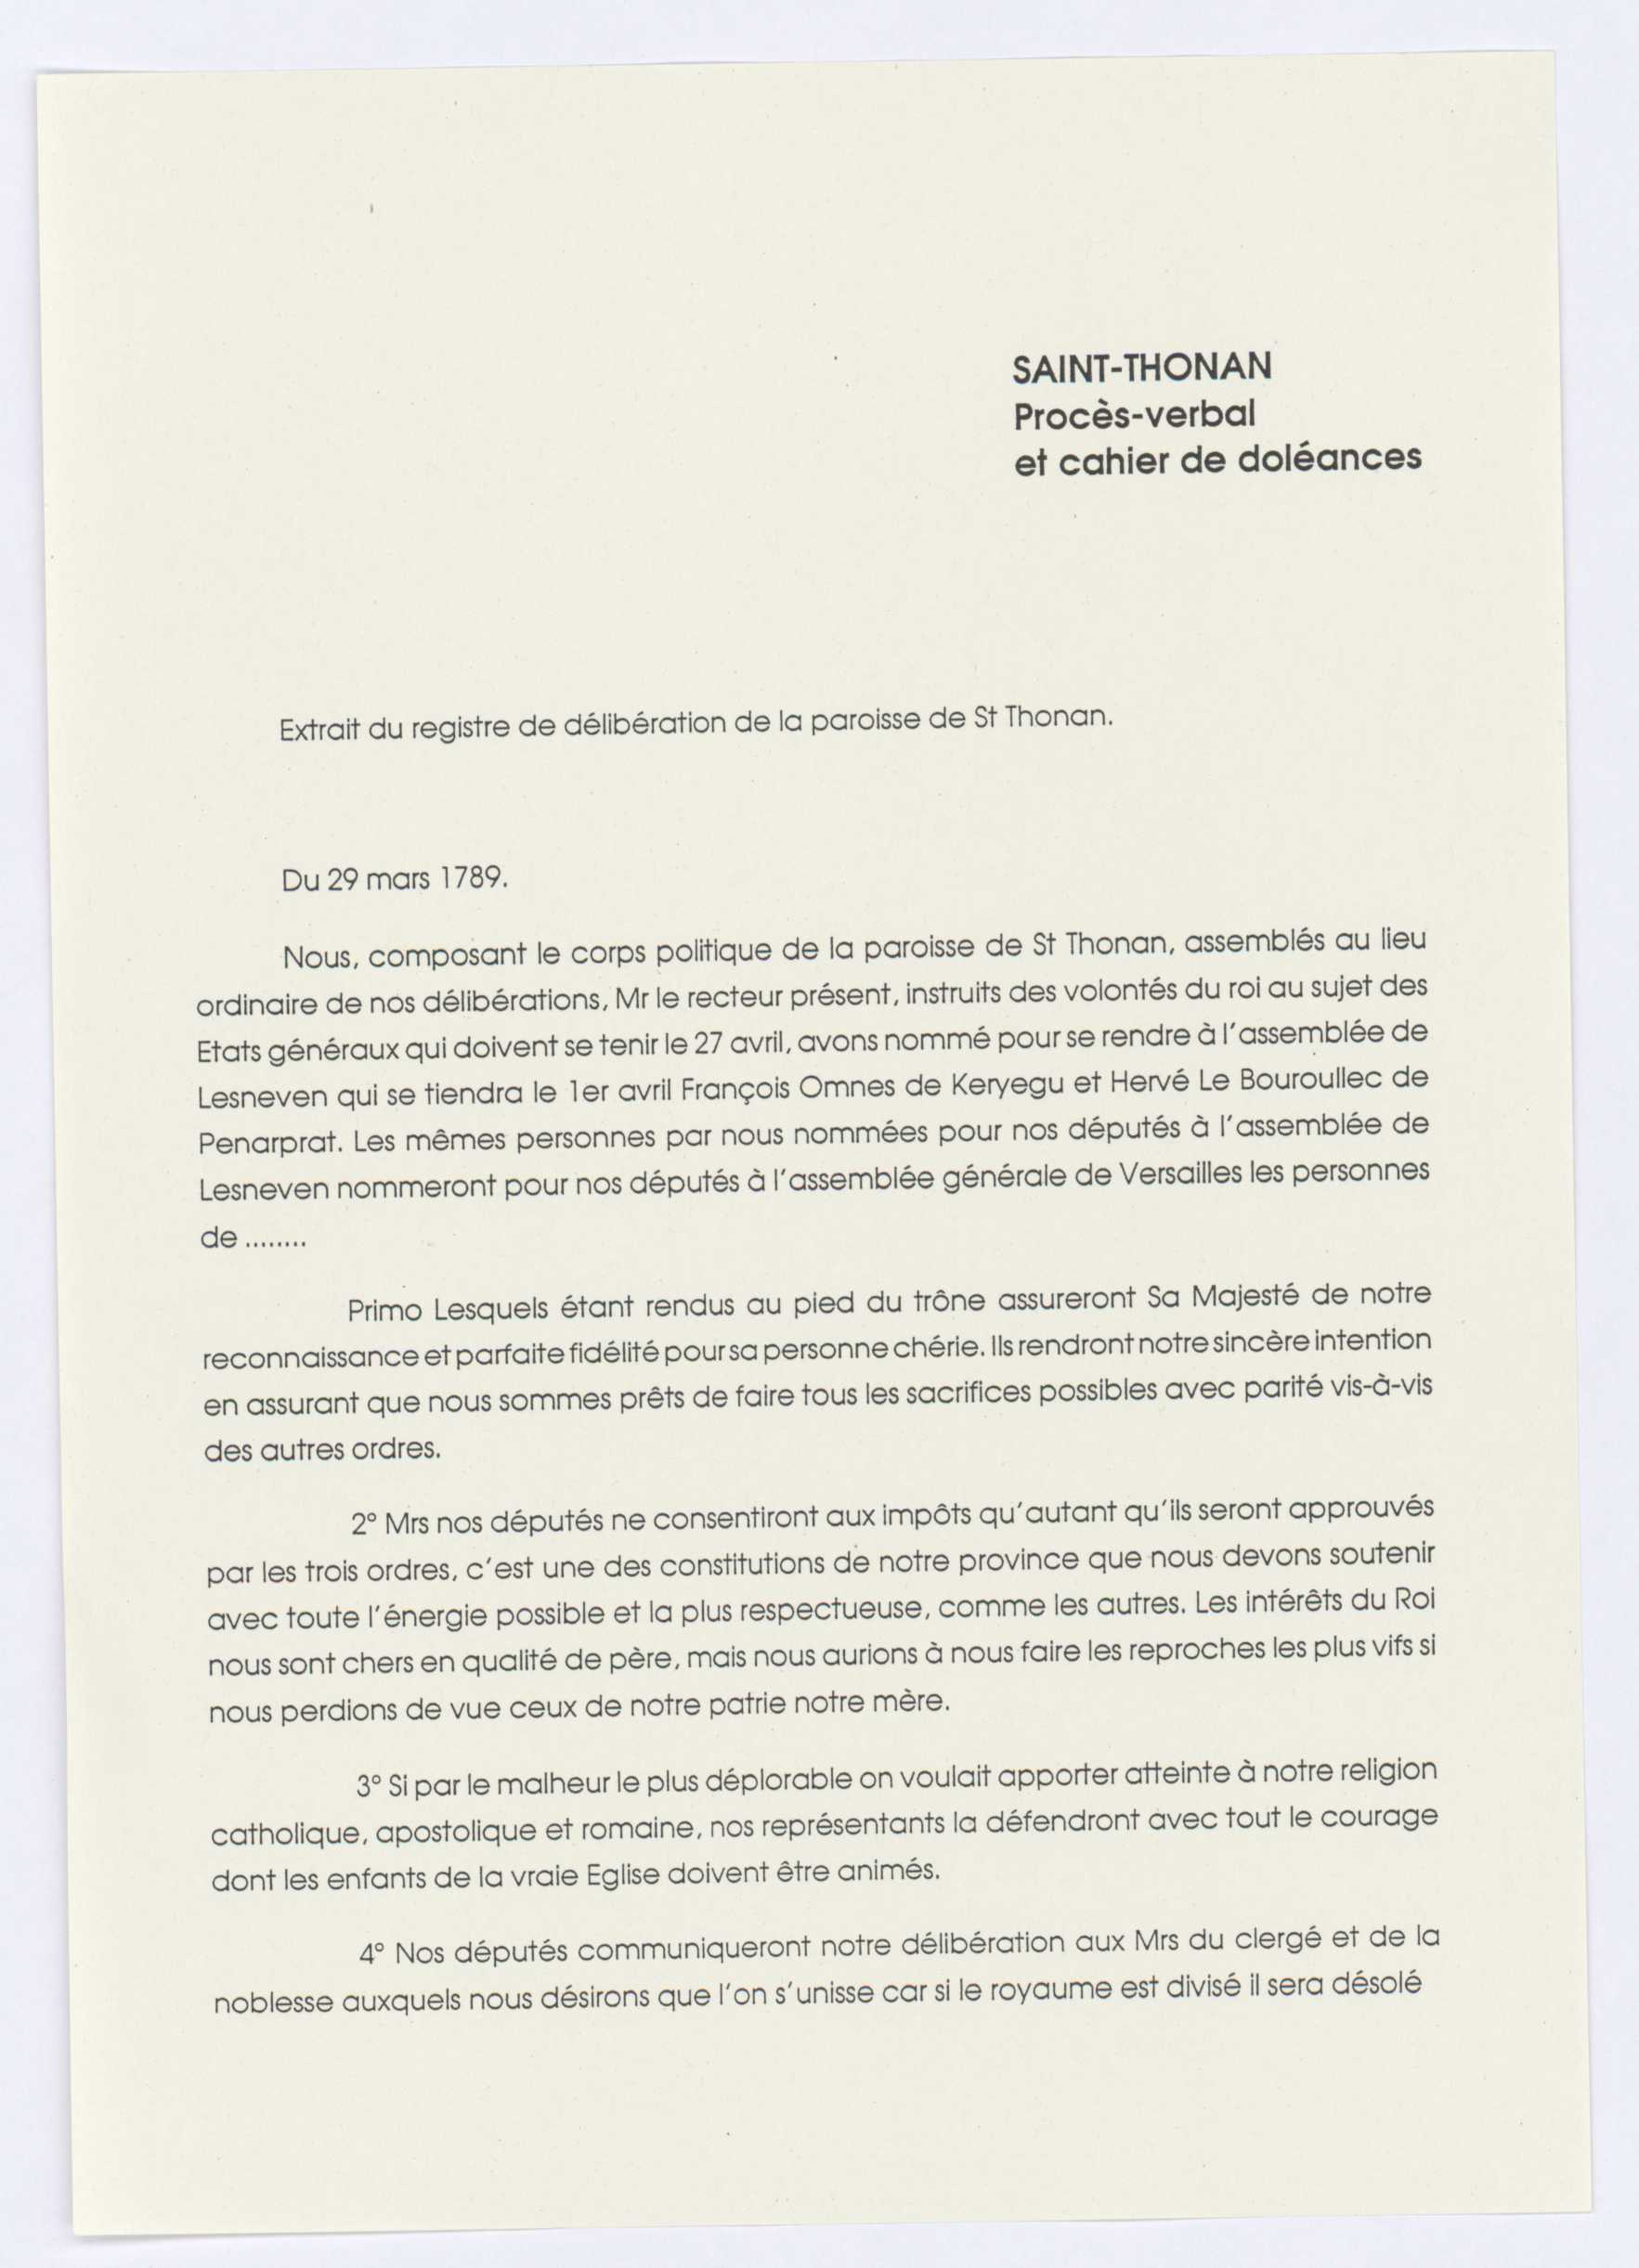 SAINT-THONAN
Procès-verbal
et cahier de doléances
Extrait du registre de délibération de la paroisse de St Thonan.
Du 29 mars 1789.
Nous, composant le corps politique de la paroisse de St Thonan, assemblés au lieu
ordinaire de nos délibérations, Mr le recteur présent, instruits des volontés du roi au sujet des
Etats généraux qui doivent se tenir le 27 avril, avons nommé pour se rendre à l'assemblée de
Lesneven qui se tiendra le 1er avril François Omnes de Keryegu et Hervé Le Bouroullec de
Penarprat. Les mêmes personnes par nous nommées pour nos députés à l'assemblée de
Lesneven nommeront pour nos députés à l'assemblée générale de Versailles les personnes
de ........
Primo Lesquels étant rendus au pied du trône assureront Sa Majesté de notre
reconnaissance et parfaite fidélité pour sa personne chérie. Ils rendront notre sincère intention
en assurant que nous sommes prêts de faire tous les sacrifices possibles avec parité vis-à-vis
des autres ordres.
2° Mrs nos députés ne consentiront aux impôts qu'autant qu'ils seront approuvés
par les trois ordres, c'est une des constitutions de notre province que nous devons soutenir
avec toute l'énergie possible et la plus respectueuse, comme les autres. Les intérêts du Roi
nous sont chers en qualité de père, mais nous aurions à nous faire les reproches les plus vifs si
nous perdions de vue ceux de notre patrie notre mère.
3° Si par le malheur le plus déplorable on voulait apporter atteinte à notre religion
catholique, apostolique et romaine, nos représentants la défendront avec tout le courage
dont les enfants de la vraie Eglise doivent être animés.
4° Nos députés communiqueront notre délibération aux Mrs du clergé et de la
noblesse auxquels nous désirons que l'on s'unisse car si le royaume est divisé il sera désolé